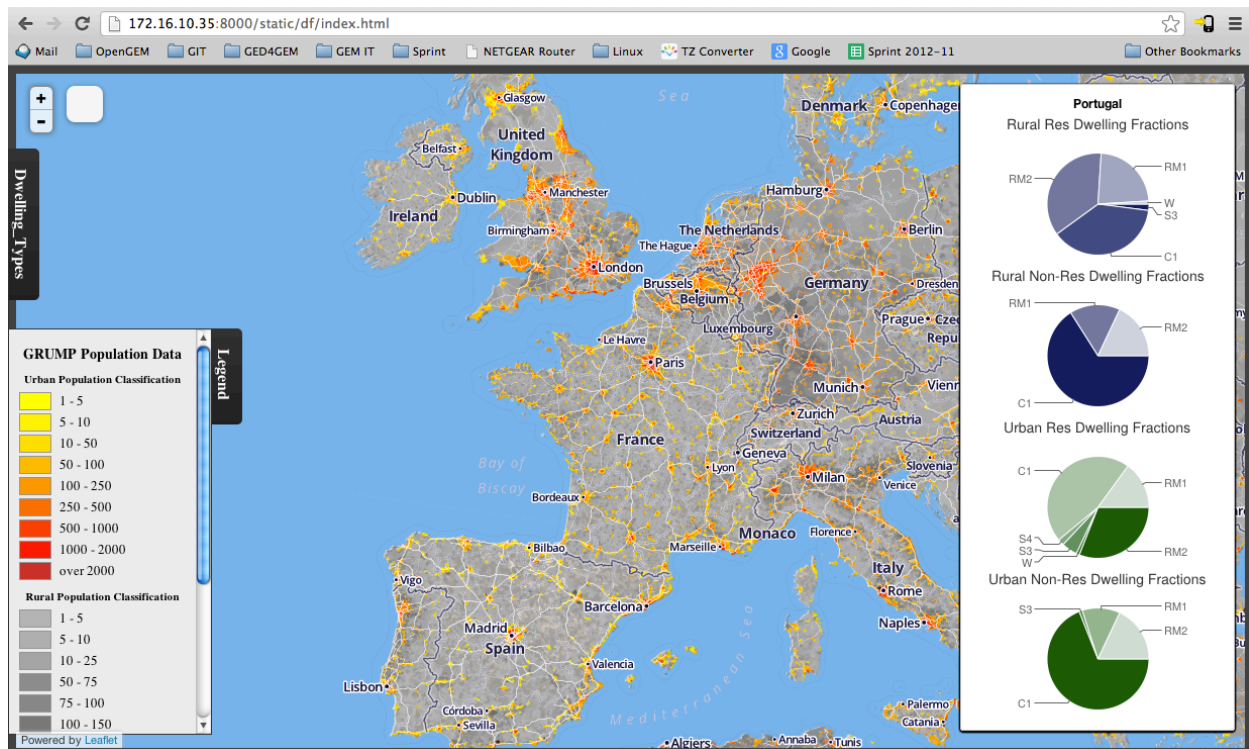 172.16.10.35:8000/static/df/index.html
Mail OpenGEM GIT GED4GEM GEM IT Sprint NETGEAR Router Linux TZ Converter Google Sprint 2012-11 Other Bookmarks
+
-
Dwelling_Types
Legend
GRUMP Population Data
Urban Population Classification
1 - 5
5 - 10
10 - 50
50 - 100
100 - 250
250 - 500
500 - 1000
1000 - 2000
over 2000
Rural Population Classification
1 - 5
5 - 10
10 - 25
50 - 75
75 - 100
100 - 150
Powered by Leaflet
Sea
Glasgow
Denmark
Copenhagen
United
Kingdom
Belfast
Manchester
Dublin
Hamburg
Ireland
Birmingham
The Netherlands
Berlin
The Hague
London
Brussels
Germany
Dresden
Belgium
Prague
Czec
Repu
Luxembourg
Le Havre
Paris
Munich
Vienn
Zurich
Austria
France
Switzerland
Geneva
Slovenia
Bay of
Biscay
Lyon
Milan
Venice
Bordeaux
Monaco
Florence
Bilbao
Marseille
Italy
Vigo
Rome
Barcelona
Naples
Madrid
Spain
Valencia
Mediterranean Sea
Lisbon
Córdoba
Sevilla
Palermo
Catania
Algiers
Annaba
Tunis
Portugal
Rural Res Dwelling Fractions
RM1
RM2
W
S3
C1
Rural Non-Res Dwelling Fractions
RM1
RM2
C1
Urban Res Dwelling Fractions
C1
RM1
S4
S3
W
RM2
Urban Non-Res Dwelling Fractions
S3
RM1
RM2
C1